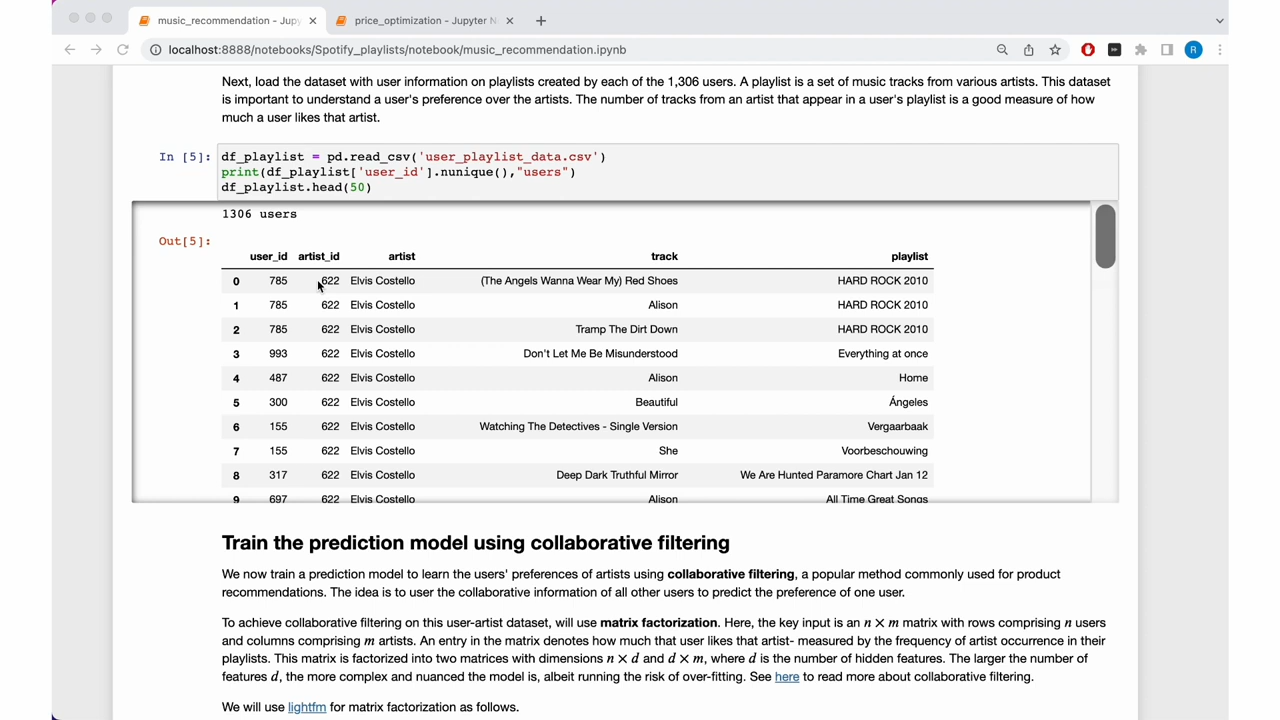 music_recommendation - Jupy
price_optimization - Jupyter N
localhost:8888/notebooks/Spotify_playlists/notebook/music_recommendation.ipynb
R
Next, load the dataset with user information on playlists created by each of the 1,306 users. A playlist is a set of music tracks from various artists. This dataset
is important to understand a user's preference over the artists. The number of tracks from an artist that appear in a user's playlist is a good measure of how
much a user likes that artist.
In [5]: df_playlist = pd.read_csv('user_playlist_data.csv')
print(df_playlist['user_id'].nunique(),"users")
df_playlist.head(50)
1306 users
Out[5]:
user_id artist_id artist track playlist
0 785 622 Elvis Costello (The Angels Wanna Wear My) Red Shoes HARD ROCK 2010
1 785 622 Elvis Costello Alison HARD ROCK 2010
2 785 622 Elvis Costello Tramp The Dirt Down HARD ROCK 2010
3 993 622 Elvis Costello Don't Let Me Be Misunderstood Everything at once
4 487 622 Elvis Costello Alison Home
5 300 622 Elvis Costello Beautiful Ángeles
6 155 622 Elvis Costello Watching The Detectives - Single Version Vergaarbaak
7 155 622 Elvis Costello She Voorbeschouwing
8 317 622 Elvis Costello Deep Dark Truthful Mirror We Are Hunted Paramore Chart Jan 12
9 697 622 Elvis Costello Alison All Time Great Songs
Train the prediction model using collaborative filtering
We now train a prediction model to learn the users' preferences of artists using collaborative filtering, a popular method commonly used for product
recommendations. The idea is to user the collaborative information of all other users to predict the preference of one user.
To achieve collaborative filtering on this user-artist dataset, will use matrix factorization. Here, the key input is an n × m matrix with rows comprising n users
and columns comprising m artists. An entry in the matrix denotes how much that user likes that artist- measured by the frequency of artist occurrence in their
playlists. This matrix is factorized into two matrices with dimensions n × d and d × m, where d is the number of hidden features. The larger the number of
features d, the more complex and nuanced the model is, albeit running the risk of over-fitting. See here to read more about collaborative filtering.
We will use lightfm for matrix factorization as follows.